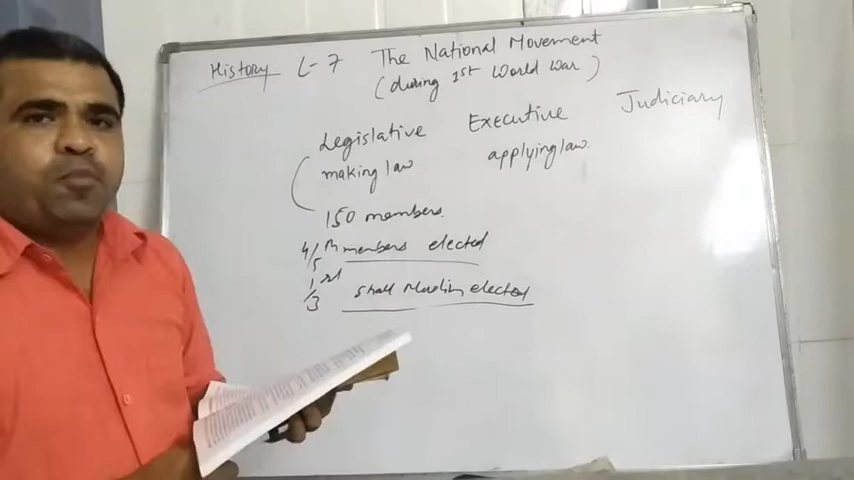 History L-7 The National Movement
(during 1st world war)
Legislative Executive Judiciary
making law applying law
150 members.
4/5th members elected
1/3rd shall Muslim elected